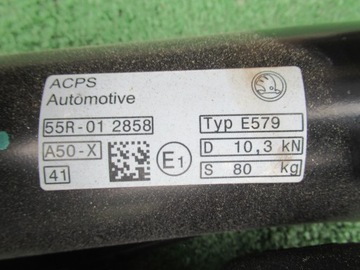 ACPS
Automotive
55R-01 2858
Typ E579
A50-X
E1
D 10,3 kN
41
S 80 kg